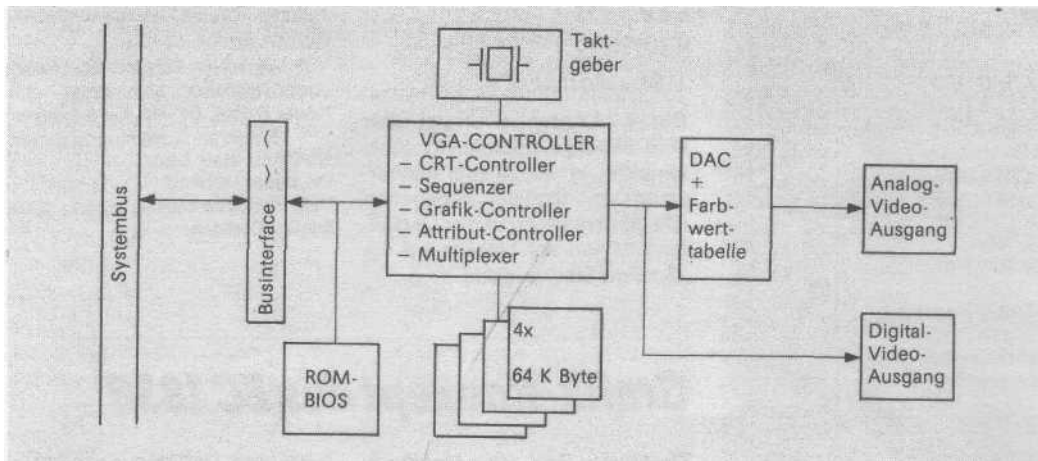 Takt-
geber
Systembus
Businterface
( )
VGA-CONTROLLER
– CRT-Controller
– Sequenzer
– Grafik-Controller
– Attribut-Controller
– Multiplexer
DAC
+
Farb-
wert-
tabelle
Analog-
Video-
Ausgang
ROM-
BIOS
4x
64 K Byte
Digital-
Video-
Ausgang